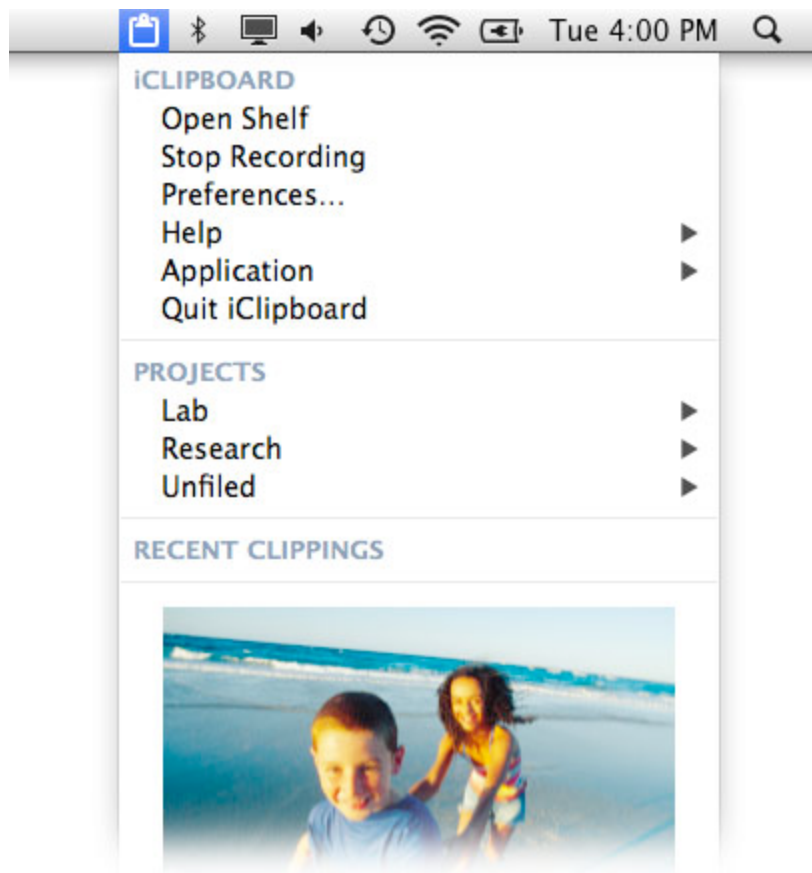 Tue 4:00 PM
iCLIPBOARD
Open Shelf
Stop Recording
Preferences...
Help
Application
Quit iClipboard
PROJECTS
Lab
Research
Unfiled
RECENT CLIPPINGS